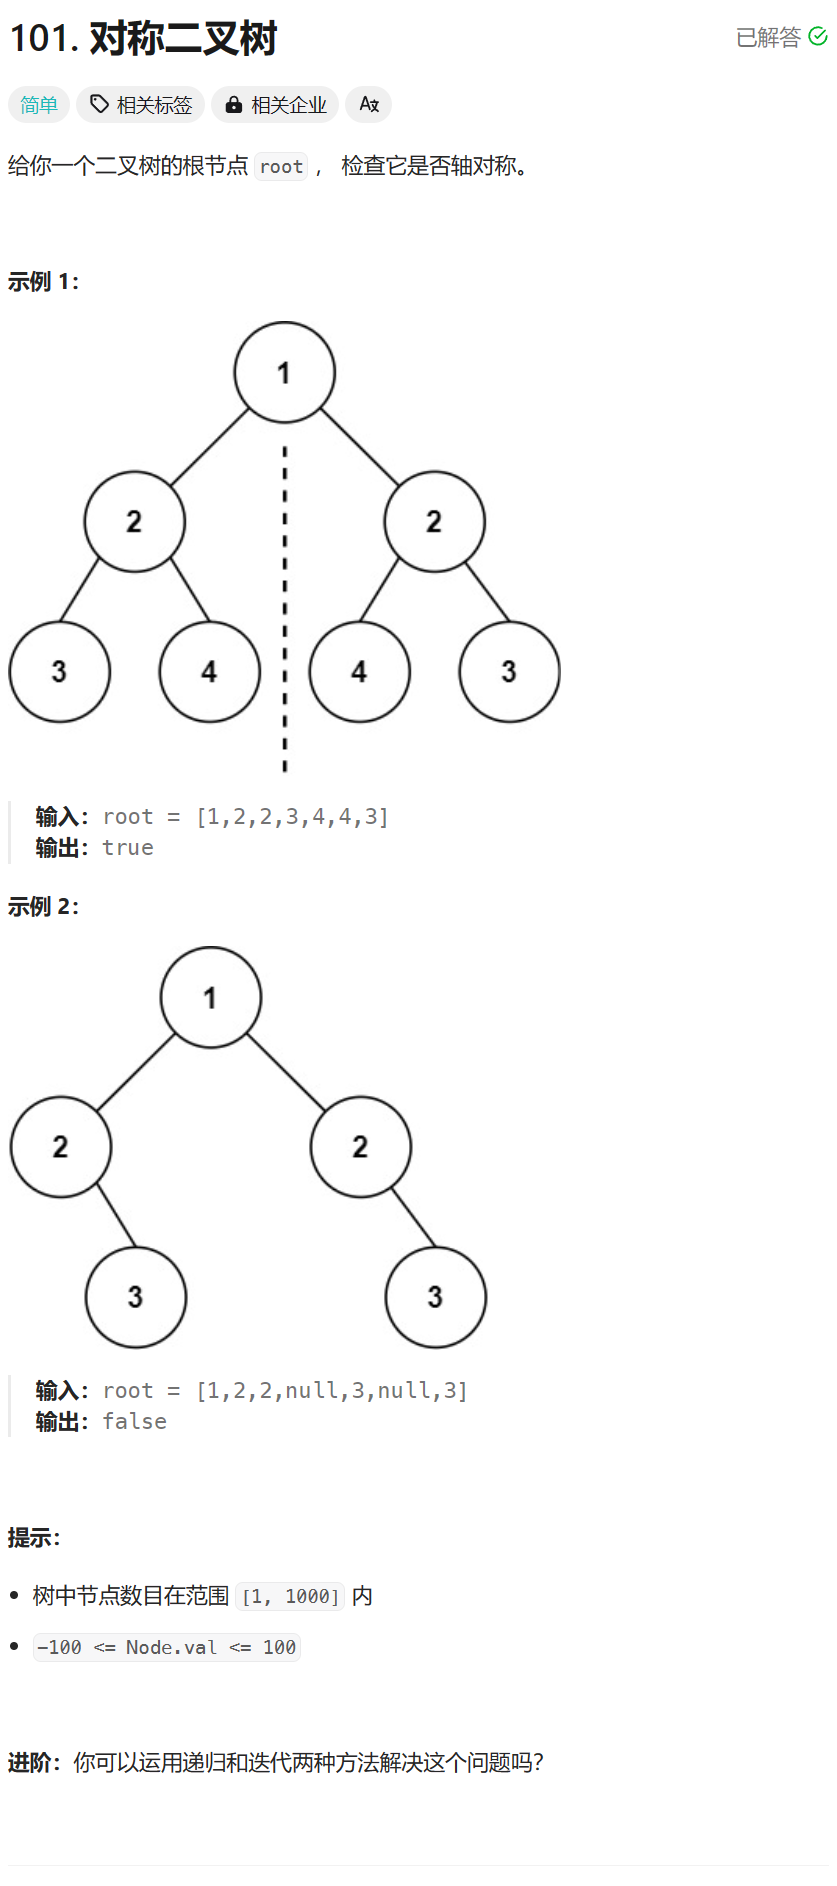 101. 对称二叉树
已解答
简单
相关标签
相关企业
给你一个二叉树的根节点 root ， 检查它是否轴对称。
示例 1：
1
2 2
3 4 4 3
输入：root = [1,2,2,3,4,4,3]
输出：true
示例 2：
1
2 2
3 3
输入：root = [1,2,2,null,3,null,3]
输出：false
提示：
• 树中节点数目在范围 [1, 1000] 内
• -100 <= Node.val <= 100
进阶：你可以运用递归和迭代两种方法解决这个问题吗？